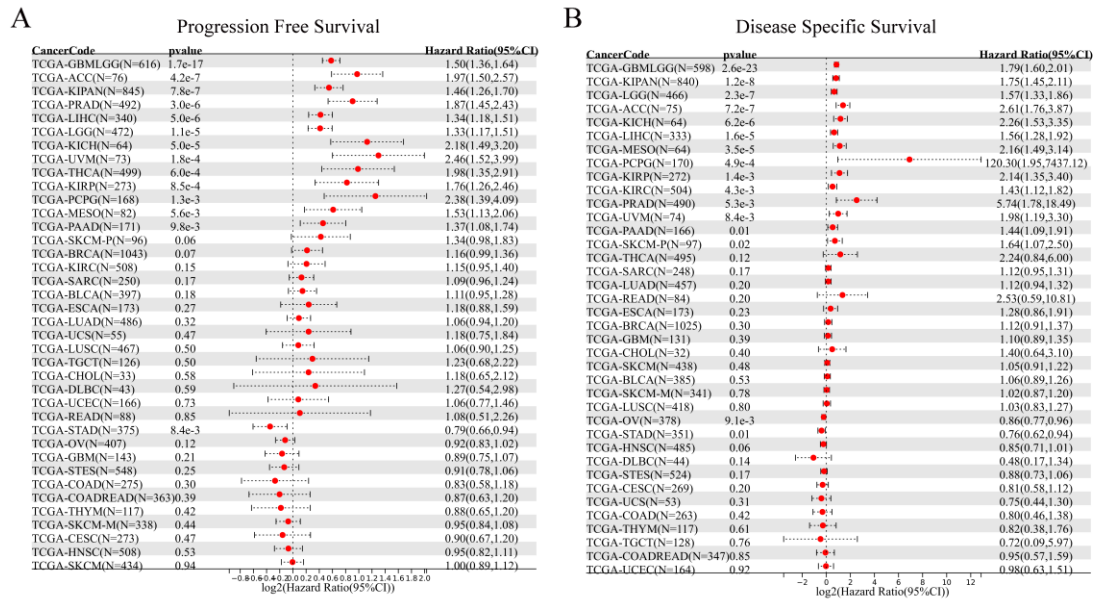 A
Progression Free Survival
CancerCode pvalue Hazard Ratio(95%CI)
TCGA-GBMLGG(N=616) 1.7e-17 1.50(1.36,1.64)
TCGA-ACC(N=76) 4.2e-7 1.97(1.50,2.57)
TCGA-KIPAN(N=845) 7.8e-7 1.46(1.26,1.70)
TCGA-PRAD(N=492) 3.0e-6 1.87(1.45,2.43)
TCGA-LIHC(N=340) 5.0e-6 1.34(1.18,1.51)
TCGA-LGG(N=472) 1.1e-5 1.33(1.17,1.51)
TCGA-KICH(N=64) 5.0e-5 2.18(1.49,3.20)
TCGA-UVM(N=73) 1.8e-4 2.46(1.52,3.99)
TCGA-THCA(N=499) 6.0e-4 1.98(1.35,2.91)
TCGA-KIRP(N=273) 8.5e-4 1.76(1.26,2.46)
TCGA-PCPG(N=168) 1.3e-3 2.38(1.39,4.09)
TCGA-MESO(N=82) 5.6e-3 1.53(1.13,2.06)
TCGA-PAAD(N=171) 9.8e-3 1.37(1.08,1.74)
TCGA-SKCM-P(N=96) 0.06 1.34(0.98,1.83)
TCGA-BRCA(N=1043) 0.07 1.16(0.99,1.36)
TCGA-KIRC(N=508) 0.15 1.15(0.95,1.40)
TCGA-SARC(N=250) 0.17 1.09(0.96,1.24)
TCGA-BLCA(N=397) 0.18 1.11(0.95,1.28)
TCGA-ESCA(N=173) 0.27 1.18(0.88,1.59)
TCGA-LUAD(N=486) 0.32 1.06(0.94,1.20)
TCGA-UCS(N=55) 0.47 1.18(0.75,1.84)
TCGA-LUSC(N=467) 0.50 1.06(0.90,1.25)
TCGA-TGCT(N=126) 0.50 1.23(0.68,2.22)
TCGA-CHOL(N=33) 0.58 1.18(0.65,2.12)
TCGA-DLBC(N=43) 0.59 1.27(0.54,2.98)
TCGA-UCEC(N=166) 0.73 1.06(0.77,1.46)
TCGA-READ(N=88) 0.85 1.08(0.51,2.26)
TCGA-STAD(N=375) 8.4e-3 0.79(0.66,0.94)
TCGA-OV(N=407) 0.12 0.92(0.83,1.02)
TCGA-GBM(N=143) 0.21 0.89(0.75,1.07)
TCGA-STES(N=548) 0.25 0.91(0.78,1.06)
TCGA-COAD(N=275) 0.30 0.83(0.58,1.18)
TCGA-COADREAD(N=363) 0.39 0.87(0.63,1.20)
TCGA-THYM(N=117) 0.42 0.88(0.65,1.20)
TCGA-SKCM-M(N=338) 0.44 0.95(0.84,1.08)
TCGA-CESC(N=273) 0.47 0.90(0.67,1.20)
TCGA-HNSC(N=508) 0.53 0.95(0.82,1.11)
TCGA-SKCM(N=434) 0.94 1.00(0.89,1.12)
-0.8-0.6-0.4-0.20.0 0.2 0.4 0.6 0.8 1.0 1.2 1.4 1.6 1.8 2.0
log2(Hazard Ratio(95%CI))
B
Disease Specific Survival
CancerCode pvalue Hazard Ratio(95%CI)
TCGA-GBMLGG(N=598) 2.6e-23 1.79(1.60,2.01)
TCGA-KIPAN(N=840) 1.2e-8 1.75(1.45,2.11)
TCGA-LGG(N=466) 2.3e-7 1.57(1.33,1.86)
TCGA-ACC(N=75) 7.2e-7 2.61(1.76,3.87)
TCGA-KICH(N=64) 6.2e-6 2.26(1.53,3.35)
TCGA-LIHC(N=333) 1.6e-5 1.56(1.28,1.92)
TCGA-MESO(N=64) 3.5e-5 2.16(1.49,3.14)
TCGA-PCPG(N=170) 4.9e-4 120.30(1.95,7437.12)
TCGA-KIRP(N=272) 1.4e-3 2.14(1.35,3.40)
TCGA-KIRC(N=504) 4.3e-3 1.43(1.12,1.82)
TCGA-PRAD(N=490) 5.3e-3 5.74(1.78,18.49)
TCGA-UVM(N=74) 8.4e-3 1.98(1.19,3.30)
TCGA-PAAD(N=166) 0.01 1.44(1.09,1.91)
TCGA-SKCM-P(N=97) 0.02 1.64(1.07,2.50)
TCGA-THCA(N=495) 0.12 2.24(0.84,6.00)
TCGA-SARC(N=248) 0.17 1.12(0.95,1.31)
TCGA-LUAD(N=457) 0.20 1.12(0.94,1.32)
TCGA-READ(N=84) 0.20 2.53(0.59,10.81)
TCGA-ESCA(N=173) 0.23 1.28(0.86,1.91)
TCGA-BRCA(N=1025) 0.30 1.12(0.91,1.37)
TCGA-GBM(N=131) 0.39 1.10(0.89,1.35)
TCGA-CHOL(N=32) 0.40 1.40(0.64,3.10)
TCGA-SKCM(N=438) 0.48 1.05(0.91,1.22)
TCGA-BLCA(N=385) 0.53 1.06(0.89,1.26)
TCGA-SKCM-M(N=341) 0.78 1.02(0.87,1.20)
TCGA-LUSC(N=418) 0.80 1.03(0.83,1.27)
TCGA-OV(N=378) 9.1e-3 0.86(0.77,0.96)
TCGA-STAD(N=351) 0.01 0.76(0.62,0.94)
TCGA-HNSC(N=485) 0.06 0.85(0.71,1.01)
TCGA-DLBC(N=44) 0.14 0.48(0.17,1.34)
TCGA-STES(N=524) 0.17 0.88(0.73,1.06)
TCGA-CESC(N=269) 0.20 0.81(0.58,1.12)
TCGA-UCS(N=53) 0.31 0.75(0.44,1.30)
TCGA-COAD(N=263) 0.42 0.80(0.46,1.38)
TCGA-THYM(N=117) 0.61 0.82(0.38,1.76)
TCGA-TGCT(N=128) 0.76 0.72(0.09,5.97)
TCGA-COADREAD(N=347) 0.85 0.95(0.57,1.59)
TCGA-UCEC(N=164) 0.92 0.98(0.63,1.51)
-2 0 2 4 6 8 10 12
log2(Hazard Ratio(95%CI))